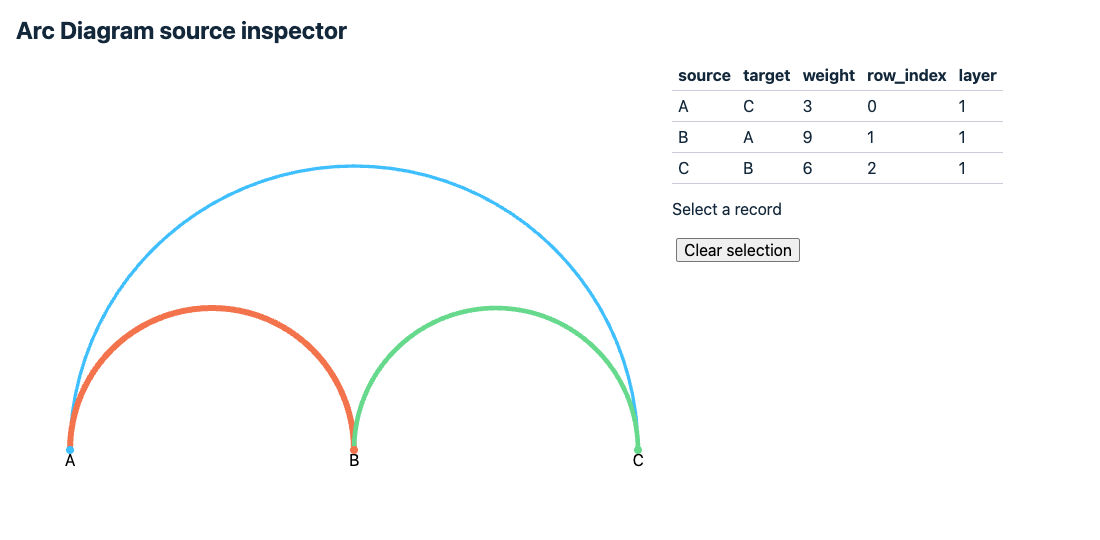 Arc Diagram source inspector
source target weight row_index layer
A C 3 0 1
B A 9 1 1
C B 6 2 1
Select a record
Clear selection
A B C